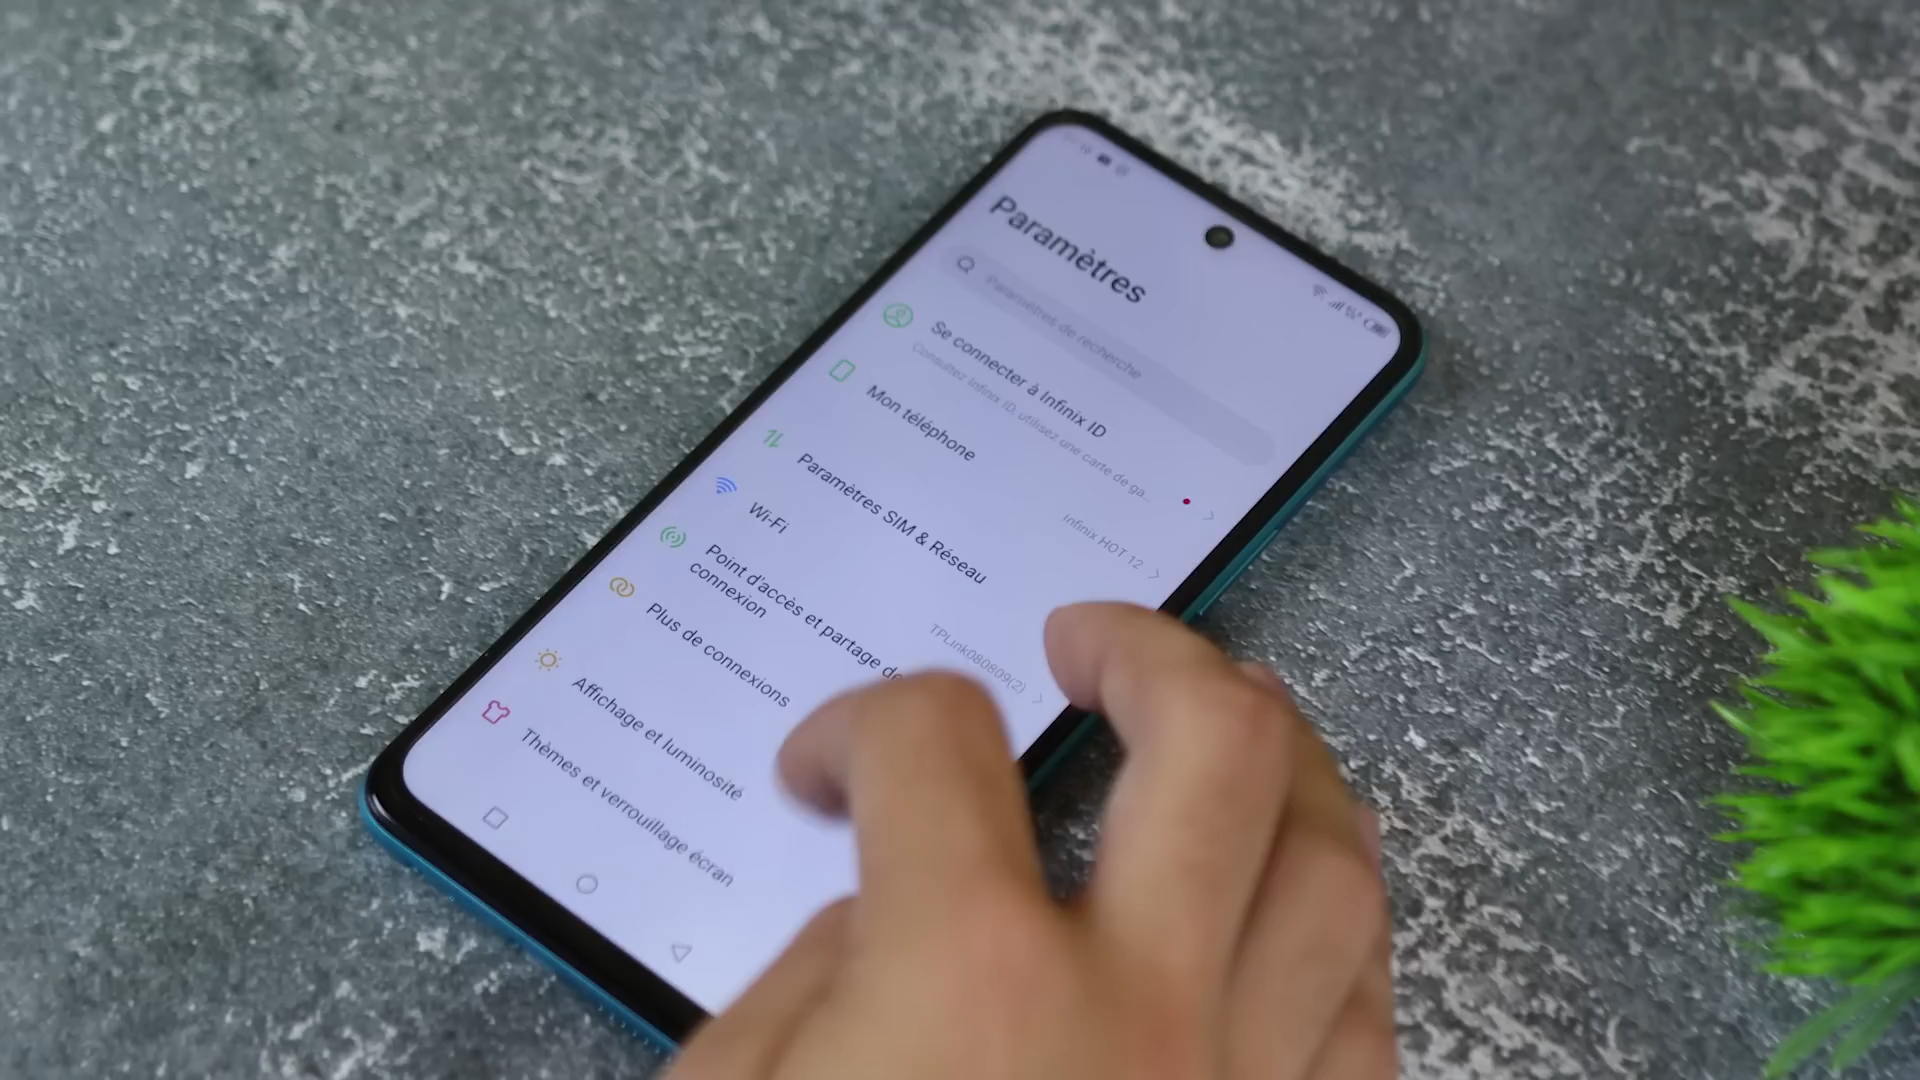 Paramètres
Paramètres de recherche
Se connecter à Infinix ID
Consultez Infinix ID, utilisez une carte de ga...
Mon téléphone
Infinix HOT 12
Paramètres SIM & Réseau
Wi-Fi
TPLink080809(2)
Point d'accès et partage de
connexion
Plus de connexions
Affichage et luminosité
Thèmes et verrouillage écran